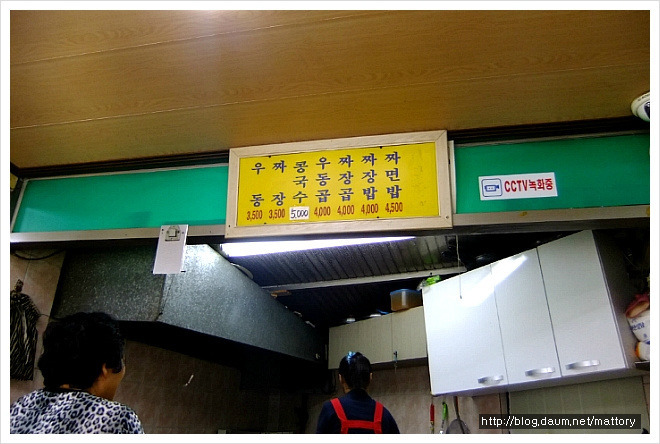 우동
3,500
짜장
3,500
콩국수
5,000
우동곱
4,000
짜장곱
4,000
짜장밥
4,000
짜면밥
4,500
CCTV녹화중
http://blog.daum.net/mattory